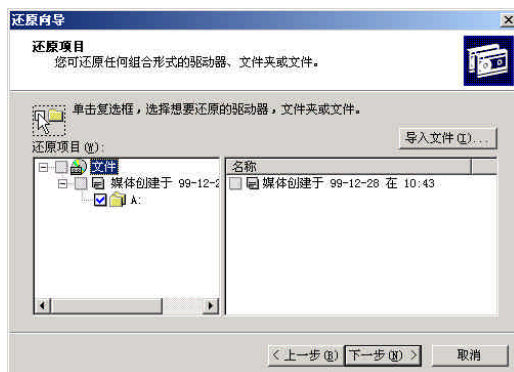 还原向导
还原项目
您可还原任何组合形式的驱动器、文件夹或文件。
单击复选框，选择想要还原的驱动器，文件夹或文件。
还原项目(W):
导入文件(I)...
文件
媒体创建于 99-12-2
A:
名称
媒体创建于 99-12-28 在 10:43
< 上一步(B)
下一步(N) >
取消